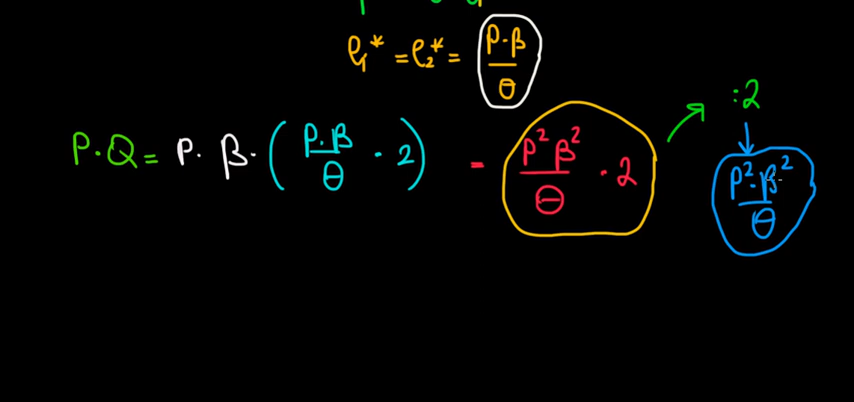 e₁* = e₂* = P·β/θ
:2
P·Q = P· β·(P·β/θ · 2) = P²β²/θ · 2
P²·β²/θ